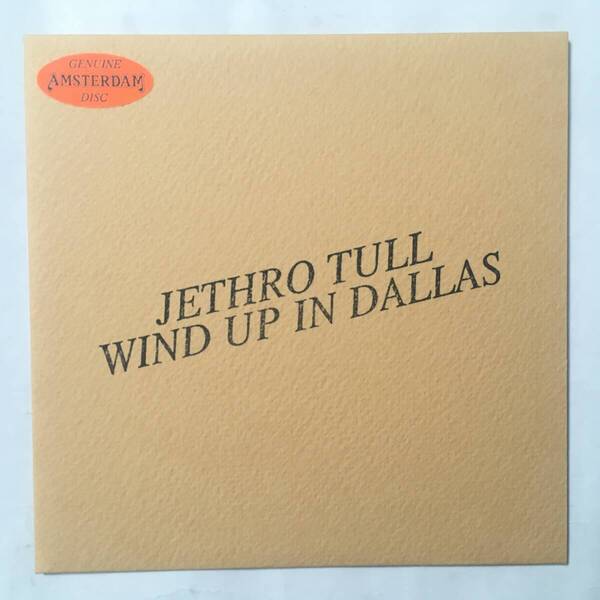 GENUINE
AMSTERDAM
DISC
JETHRO TULL
WIND UP IN DALLAS